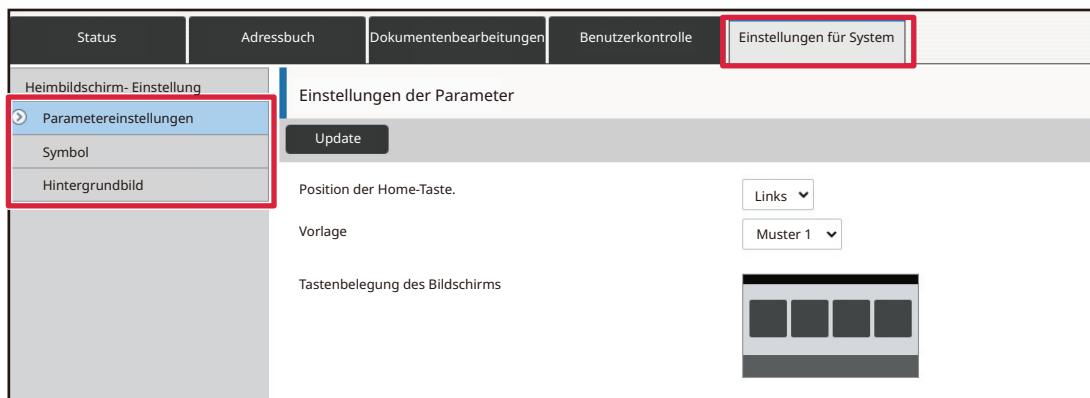 Status
Adressbuch
Dokumentenbearbeitungen
Benutzerkontrolle
Einstellungen für System
Heimbildschirm- Einstellung
Parametereinstellungen
Symbol
Hintergrundbild
Einstellungen der Parameter
Update
Position der Home-Taste.
Links
Vorlage
Muster 1
Tastenbelegung des Bildschirms